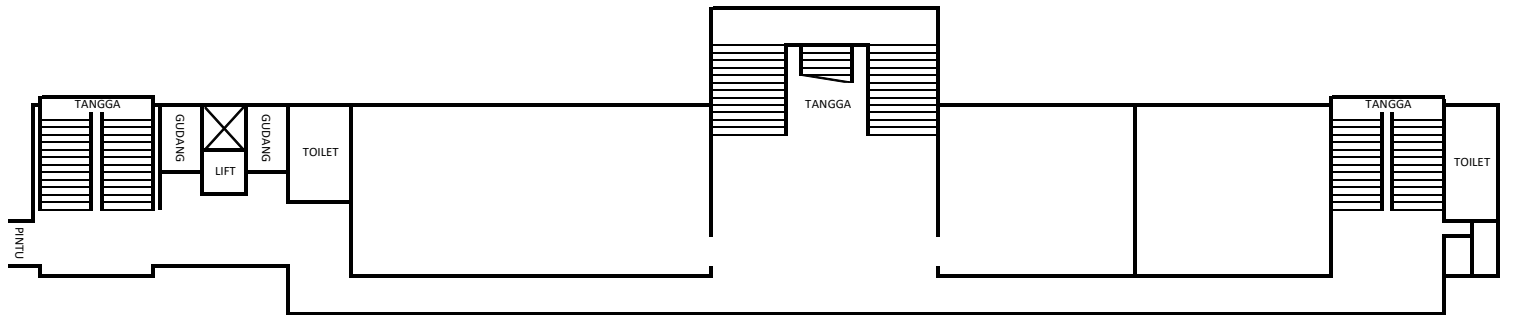 TANGGA
GUDANG
LIFT
GUDANG
TOILET
PINTU
TANGGA
TANGGA
TOILET